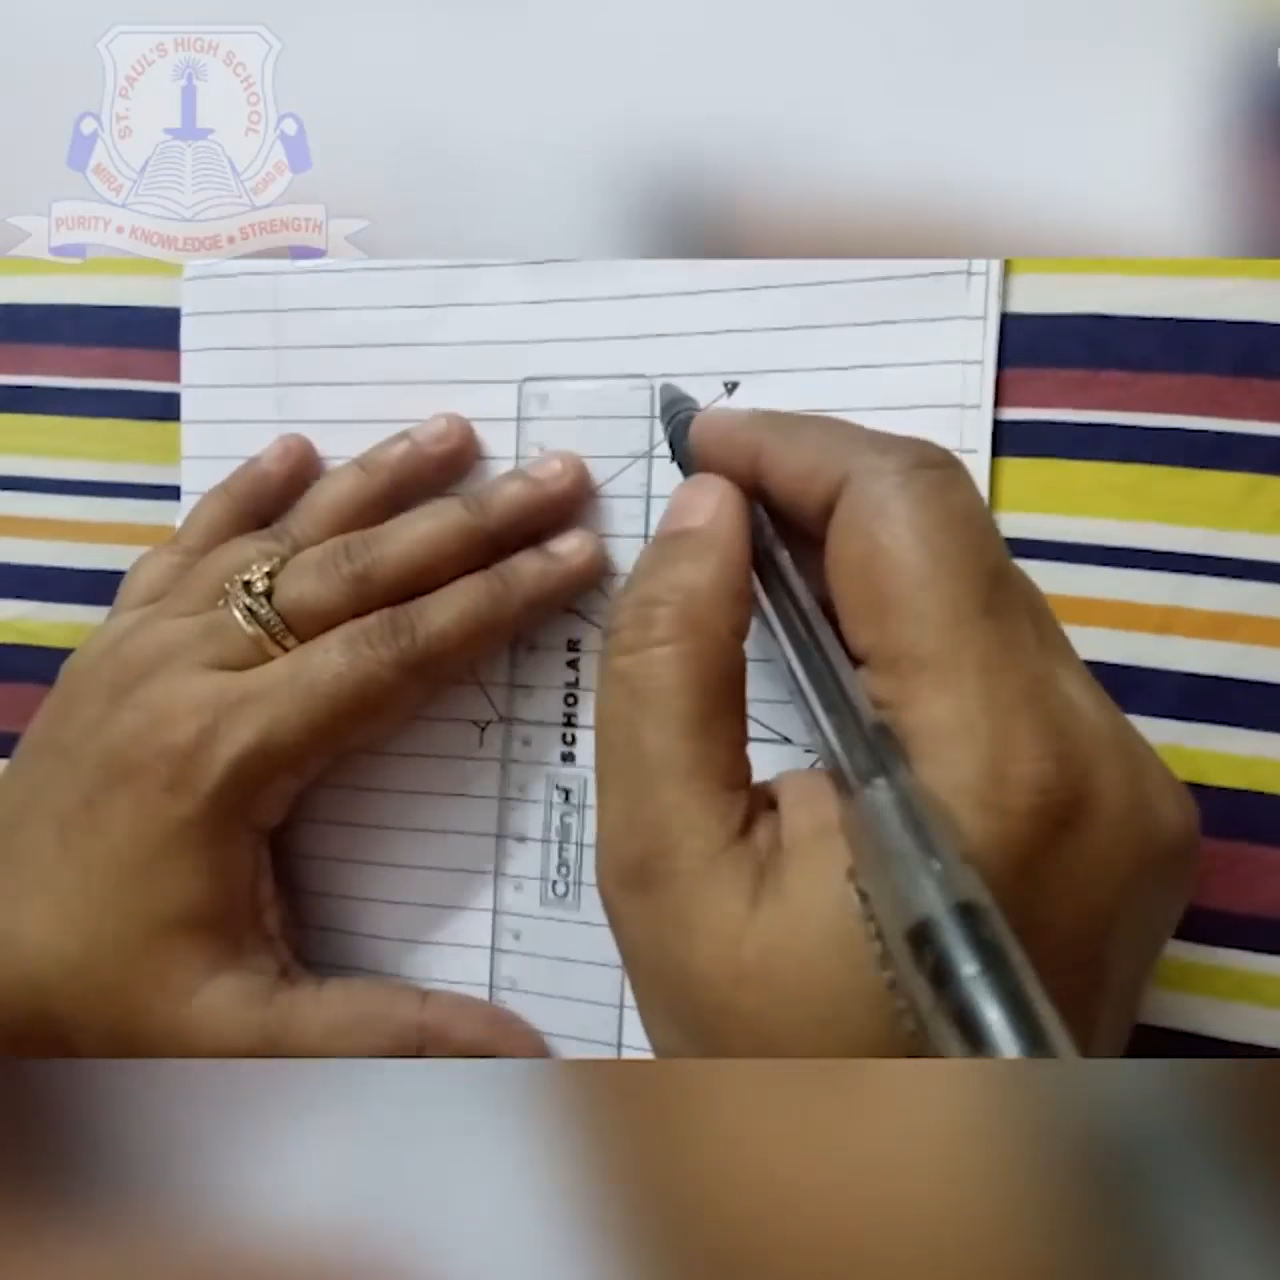 ST. PAUL'S HIGH SCHOOL
MIRA ROAD (E)
PURITY • KNOWLEDGE • STRENGTH
Y
SCHOLAR
Camlin